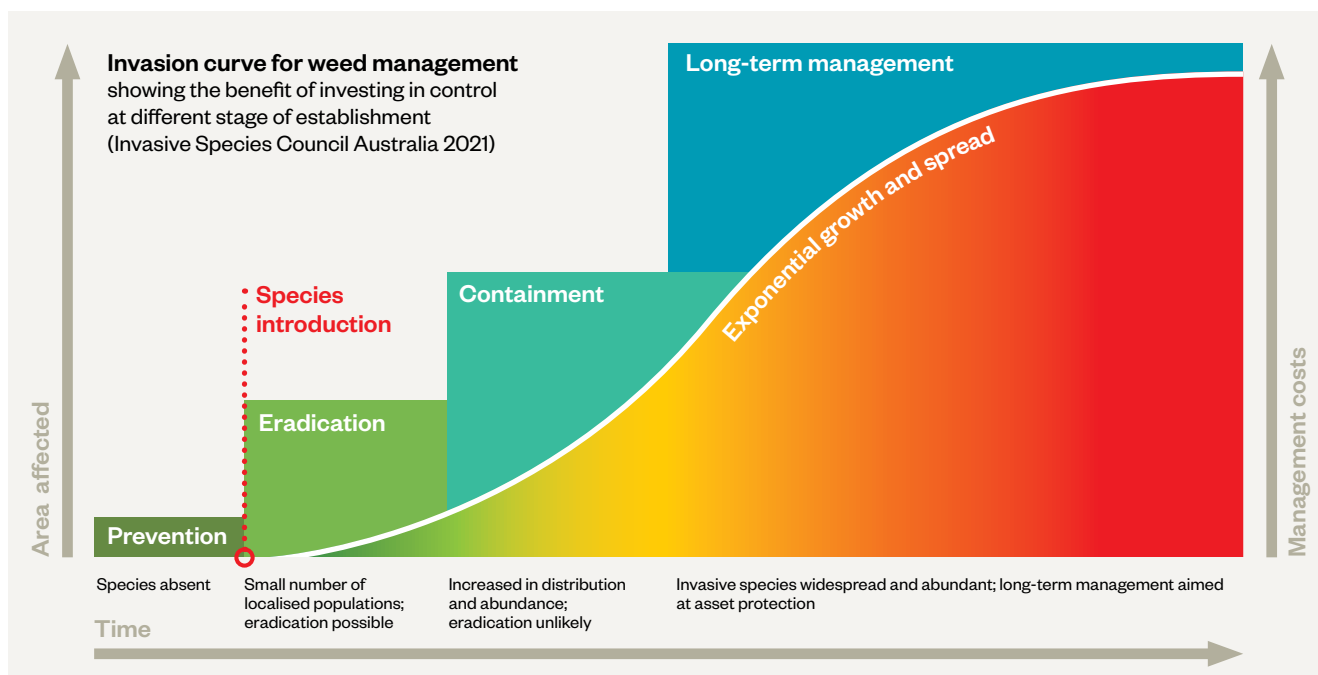 Invasion curve for weed management
showing the benefit of investing in control
at different stage of establishment
(Invasive Species Council Australia 2021)
Long-term management
Exponential growth and spread
Containment
Species
introduction
Eradication
Prevention
Area affected
Management costs
Species absent
Small number of
localised populations;
eradication possible
Increased in distribution
and abundance;
eradication unlikely
Invasive species widespread and abundant; long-term management aimed
at asset protection
Time